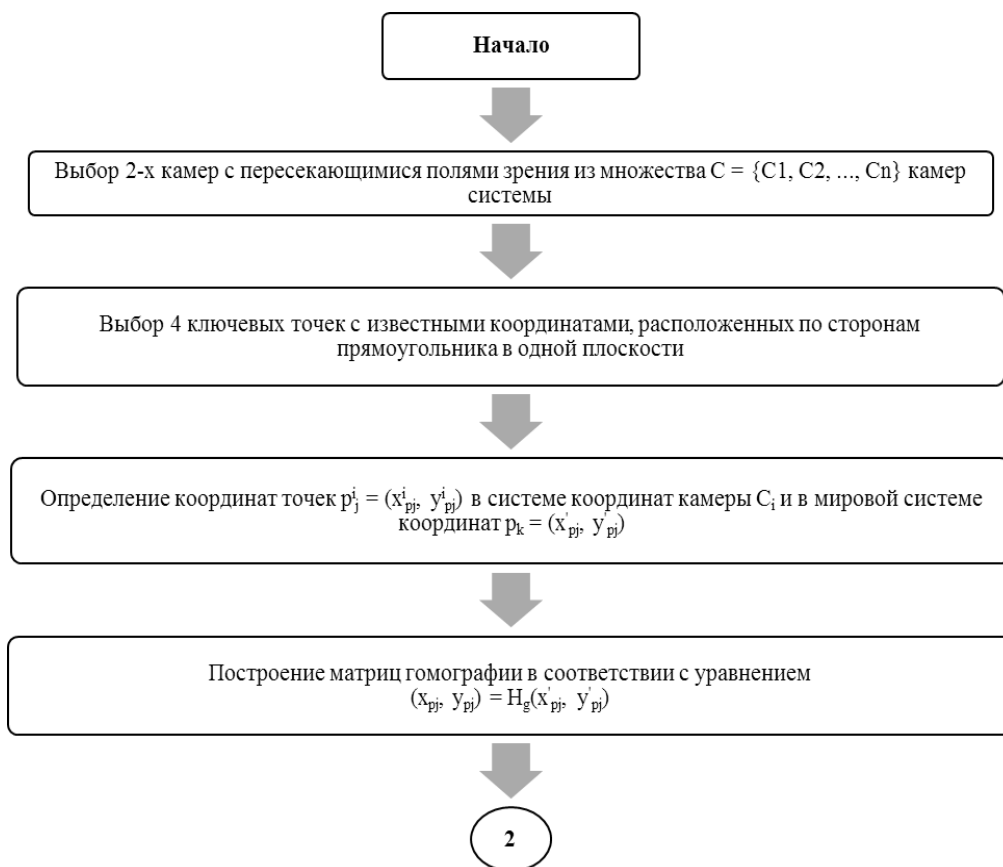 Начало
Выбор 2-х камер с пересекающимися полями зрения из множества C = {C1, C2, ..., Cn} камер
системы
Выбор 4 ключевых точек с известными координатами, расположенных по сторонам
прямоугольника в одной плоскости
Определение координат точек pⁱⱼ = (xⁱₚⱼ, yⁱₚⱼ) в системе координат камеры Cᵢ и в мировой системе
координат pₖ = (x'ₚⱼ, y'ₚⱼ)
Построение матриц гомографии в соответствии с уравнением
(xₚⱼ, yₚⱼ) = H_g(x'ₚⱼ, y'ₚⱼ)
2